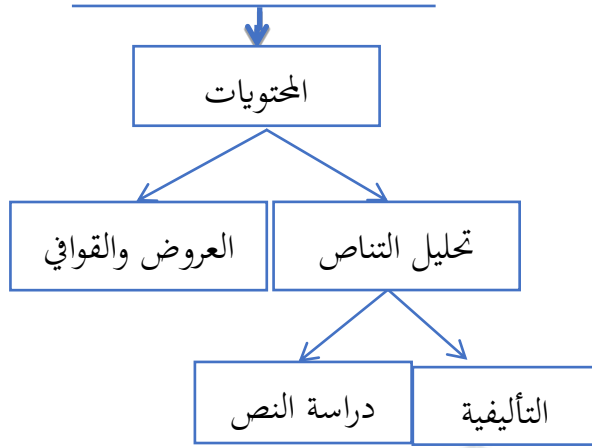 المحتويات
تحليل التناص
العروض والقوافي
التأليفية
دراسة النص